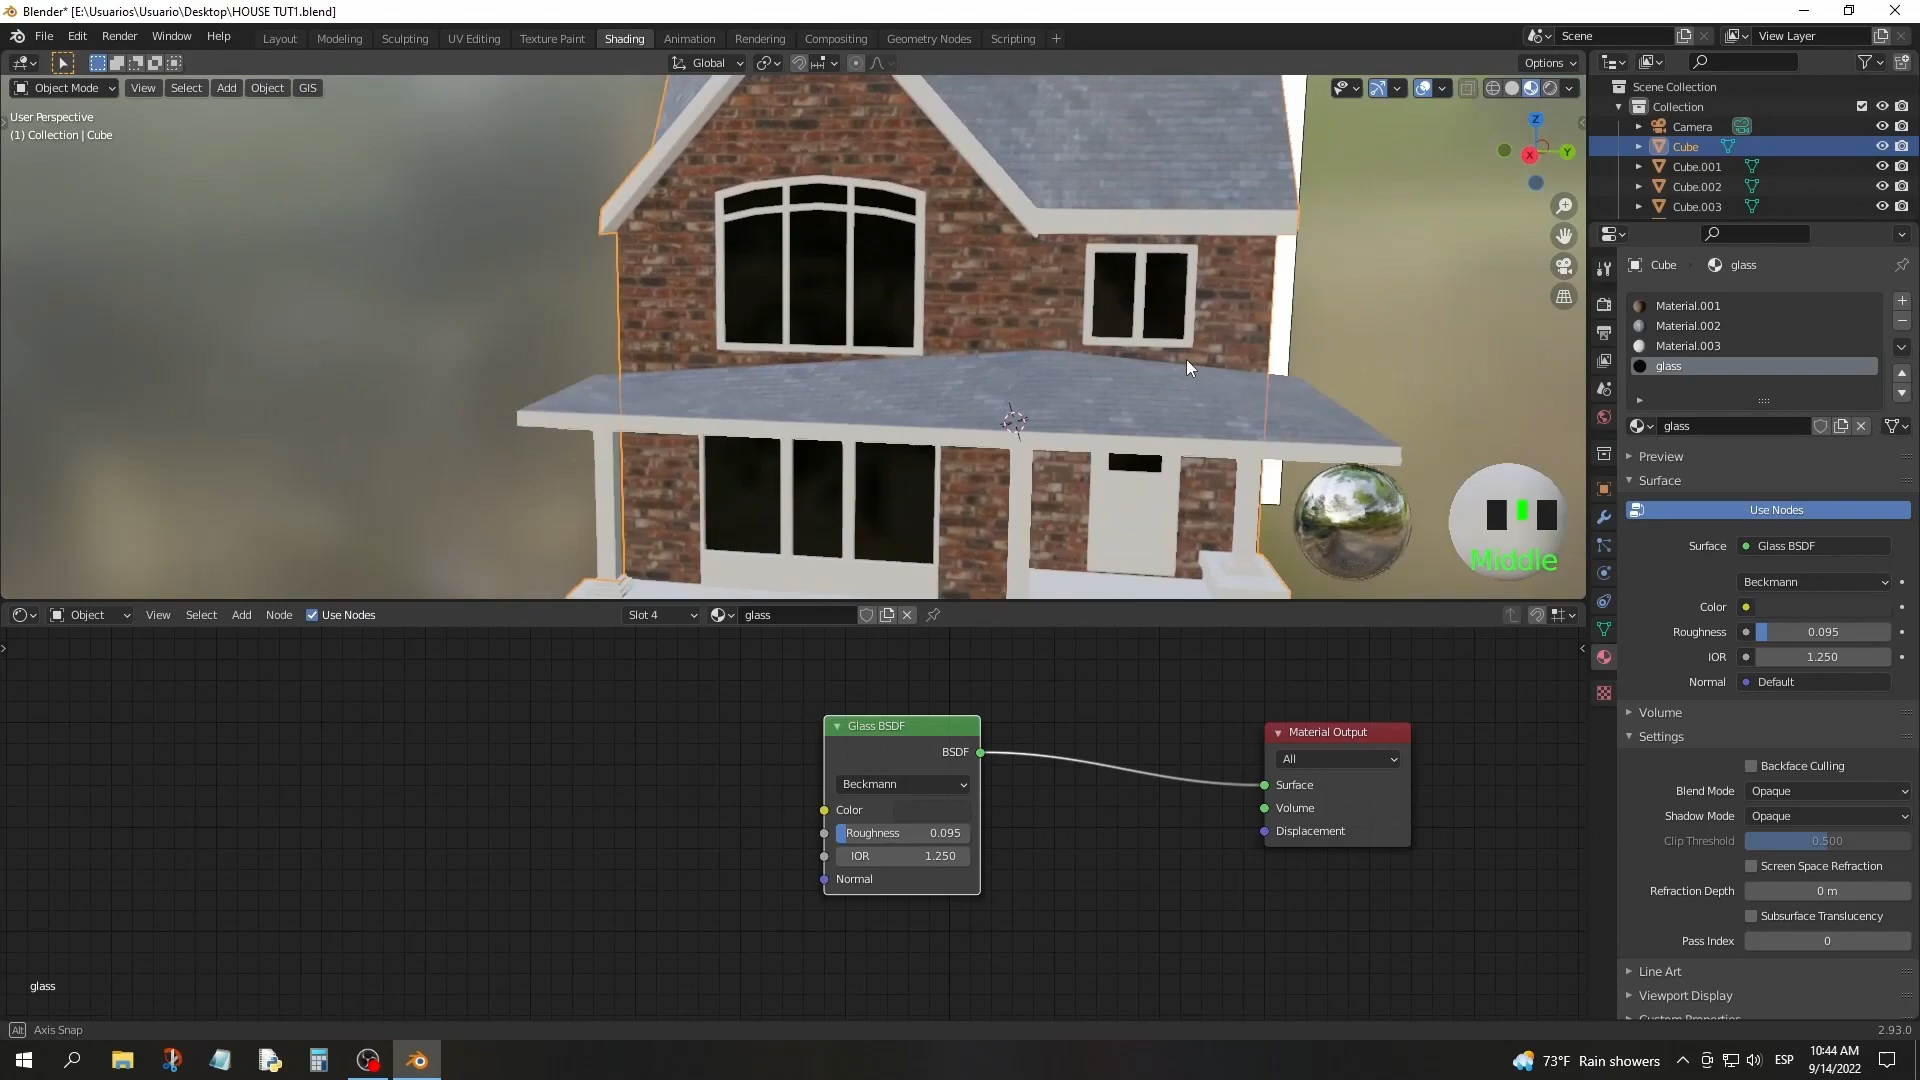 Blender* [E:\Usuarios\Usuario\Desktop\HOUSE TUT1.blend]
File Edit Render Window Help
Layout Modeling Sculpting UV Editing Texture Paint Shading Animation Rendering Compositing Geometry Nodes Scripting +
Scene
View Layer
Global
Options
Object Mode View Select Add Object GIS
User Perspective
(1) Collection | Cube
Z
Y
X
Middle
Scene Collection
Collection
Camera
Cube
Cube.001
Cube.002
Cube.003
Cube glass
Material.001
Material.002
Material.003
glass
glass
Preview
Surface
Use Nodes
Surface Glass BSDF
Beckmann
Color
Roughness 0.095
IOR 1.250
Normal Default
Volume
Settings
Backface Culling
Blend Mode Opaque
Shadow Mode Opaque
Clip Threshold 0.500
Screen Space Refraction
Refraction Depth 0 m
Subsurface Translucency
Pass Index 0
Line Art
Viewport Display
Custom Properties
Object View Select Add Node Use Nodes Slot 4 glass
Glass BSDF
BSDF
Beckmann
Color
Roughness 0.095
IOR 1.250
Normal
Material Output
All
Surface
Volume
Displacement
glass
Alt Axis Snap
2.93.0
73°F Rain showers
ESP
10:44 AM
9/14/2022